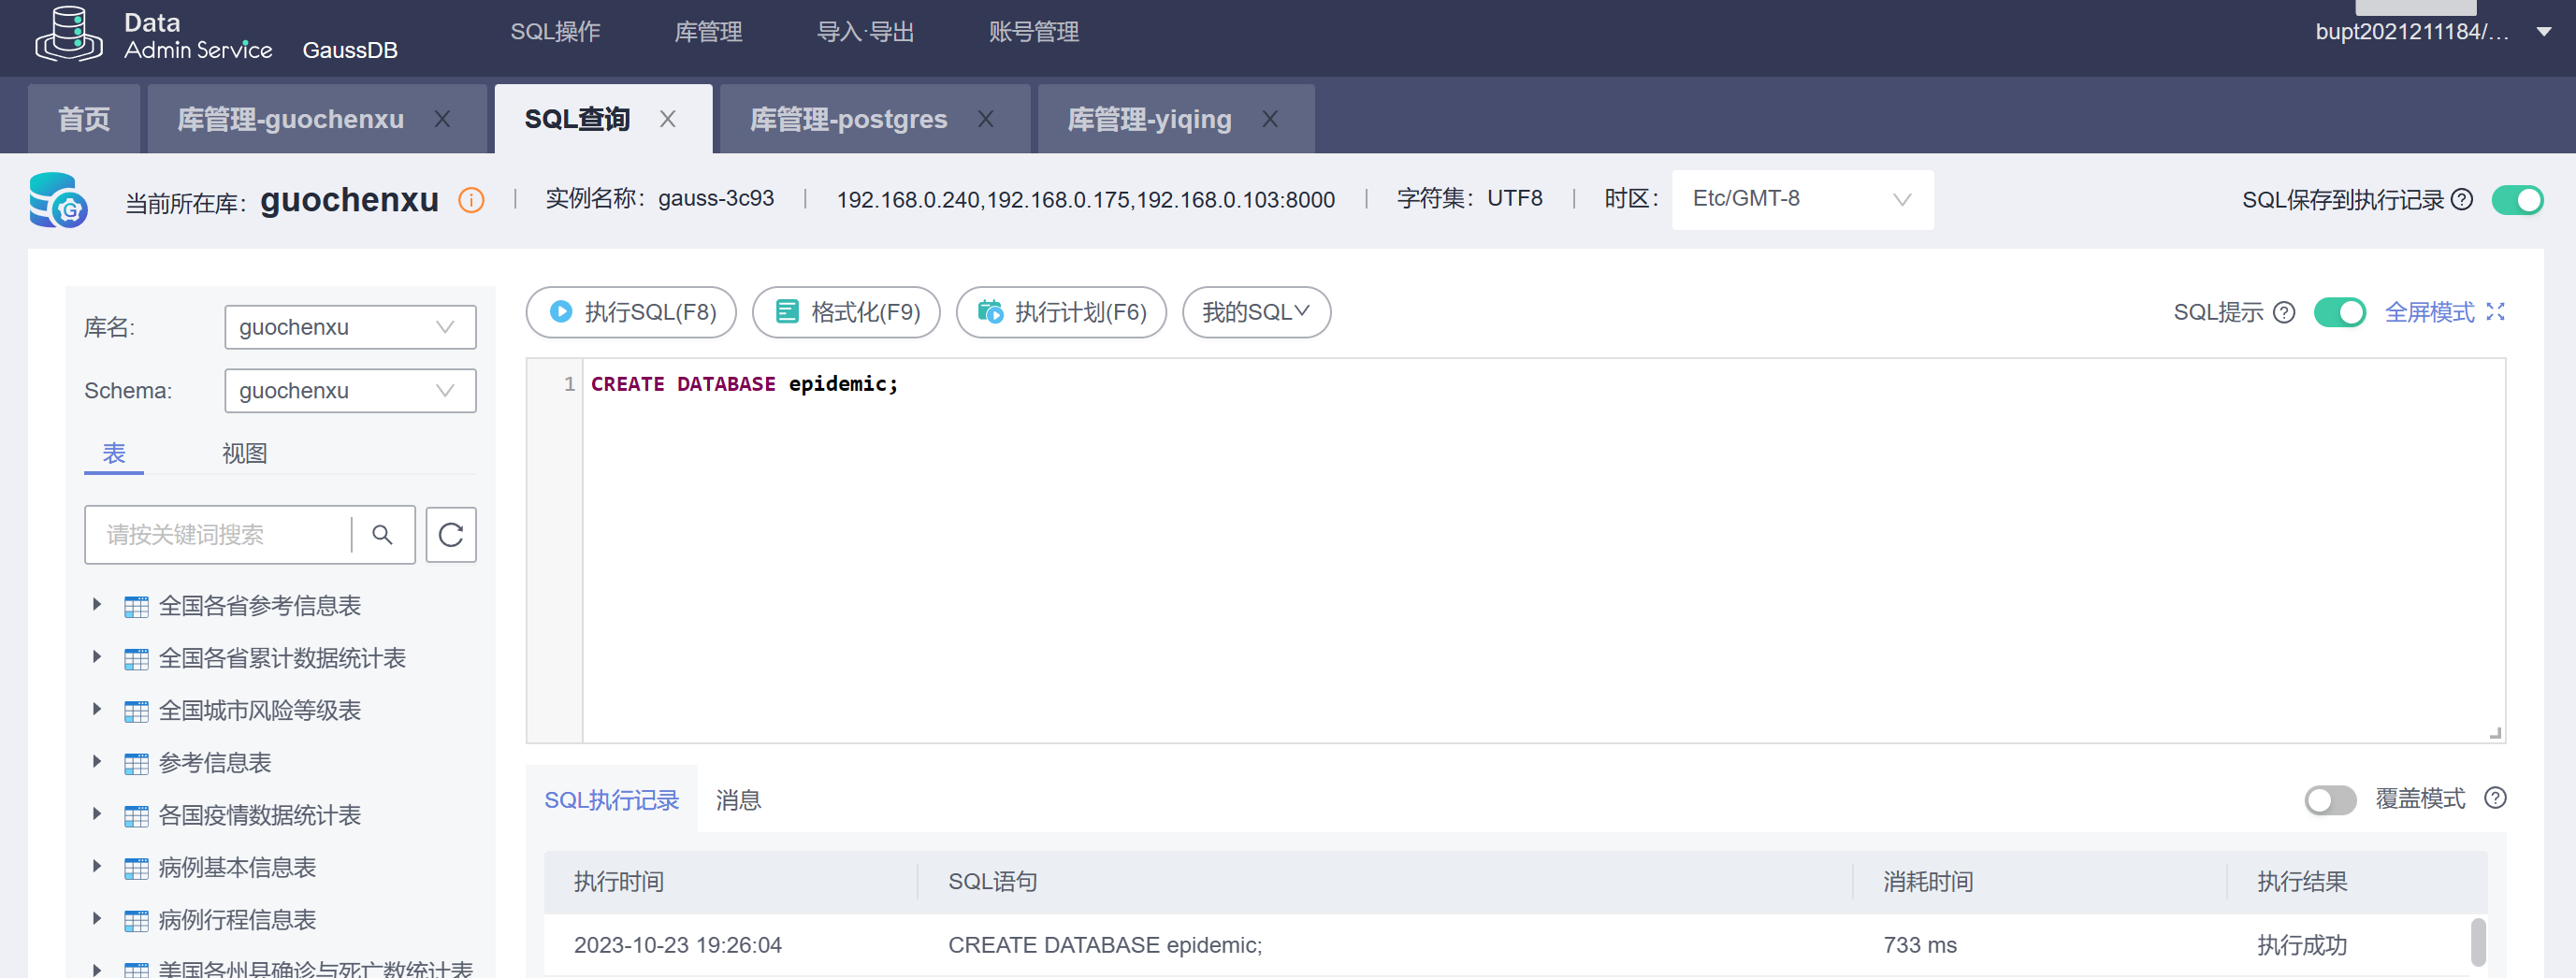 Data
Admin Service GaussDB SQL操作 库管理 导入·导出 账号管理 bupt2021211184/...
首页 库管理-guochenxu SQL查询 库管理-postgres 库管理-yiqing
当前所在库: guochenxu 实例名称: gauss-3c93 192.168.0.240,192.168.0.175,192.168.0.103:8000 字符集: UTF8 时区: Etc/GMT-8 SQL保存到执行记录
库名: guochenxu 执行SQL(F8) 格式化(F9) 执行计划(F6) 我的SQL SQL提示 全屏模式
Schema: guochenxu
1 CREATE DATABASE epidemic;
表 视图
请按关键词搜索
全国各省参考信息表
全国各省累计数据统计表
全国城市风险等级表
参考信息表
各国疫情数据统计表
病例基本信息表
病例行程信息表
美国各州县确诊与死亡数统计表
SQL执行记录 消息 覆盖模式
执行时间 SQL语句 消耗时间 执行结果
2023-10-23 19:26:04 CREATE DATABASE epidemic; 733 ms 执行成功